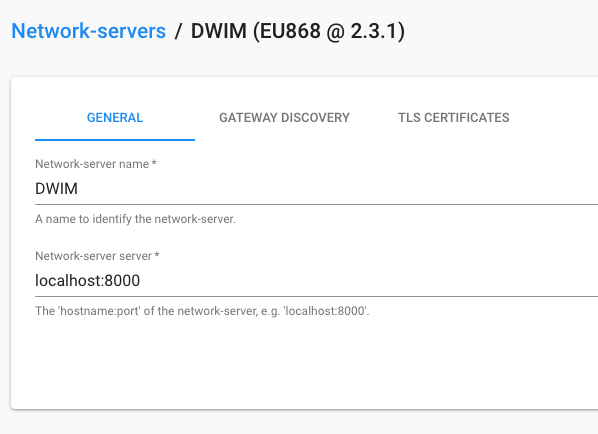 Network-servers / DWIM (EU868 @ 2.3.1)
GENERAL GATEWAY DISCOVERY TLS CERTIFICATES
Network-server name *
DWIM
A name to identify the network-server.
Network-server server *
localhost:8000
The 'hostname:port' of the network-server, e.g. 'localhost:8000'.